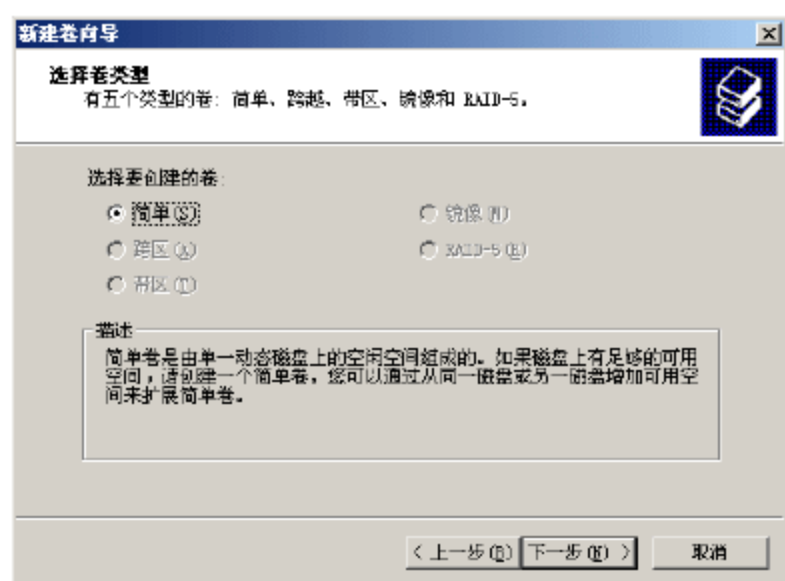 新建卷向导
选择卷类型
有五个类型的卷: 简单、跨越、带区、镜像和 RAID-5。
选择要创建的卷:
简单(S)
镜像(M)
跨区(A)
RAID-5(R)
带区(T)
描述
简单卷是由单一动态磁盘上的空闲空间组成的。如果磁盘上有足够的可用
空间，请创建一个简单卷，您可以通过从同一磁盘或另一磁盘增加可用空
间来扩展简单卷。
< 上一步(B)
下一步(N) >
取消